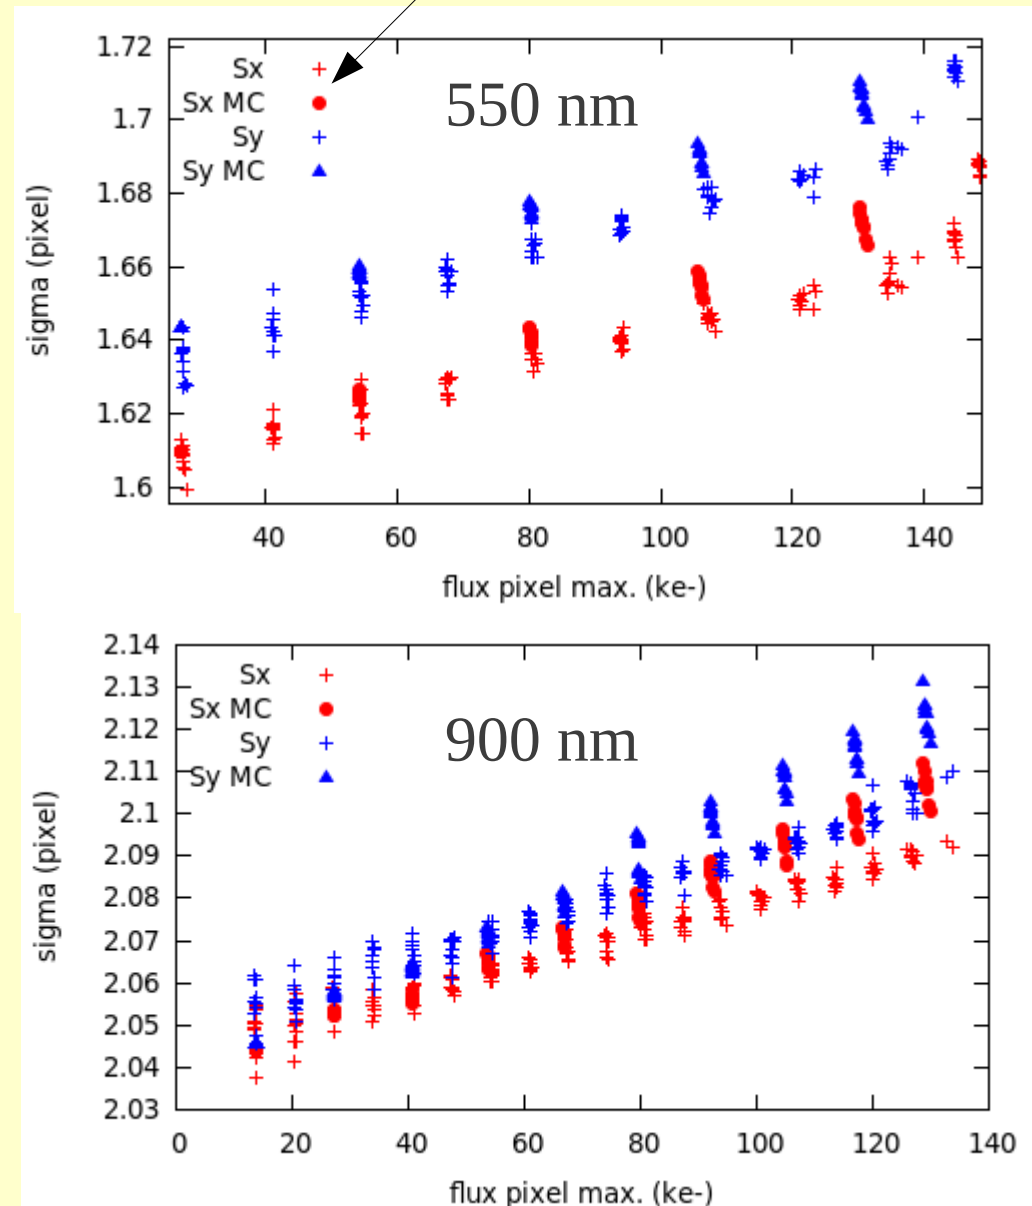 1.72
1.7
1.68
1.66
1.64
1.62
1.6
Sx
Sx MC
Sy
Sy MC
550 nm
sigma (pixel)
40 60 80 100 120 140
flux pixel max. (ke-)
2.14
2.13
2.12
2.11
2.1
2.09
2.08
2.07
2.06
2.05
2.04
2.03
Sx
Sx MC
Sy
Sy MC
900 nm
sigma (pixel)
0 20 40 60 80 100 120 140
flux pixel max. (ke-)